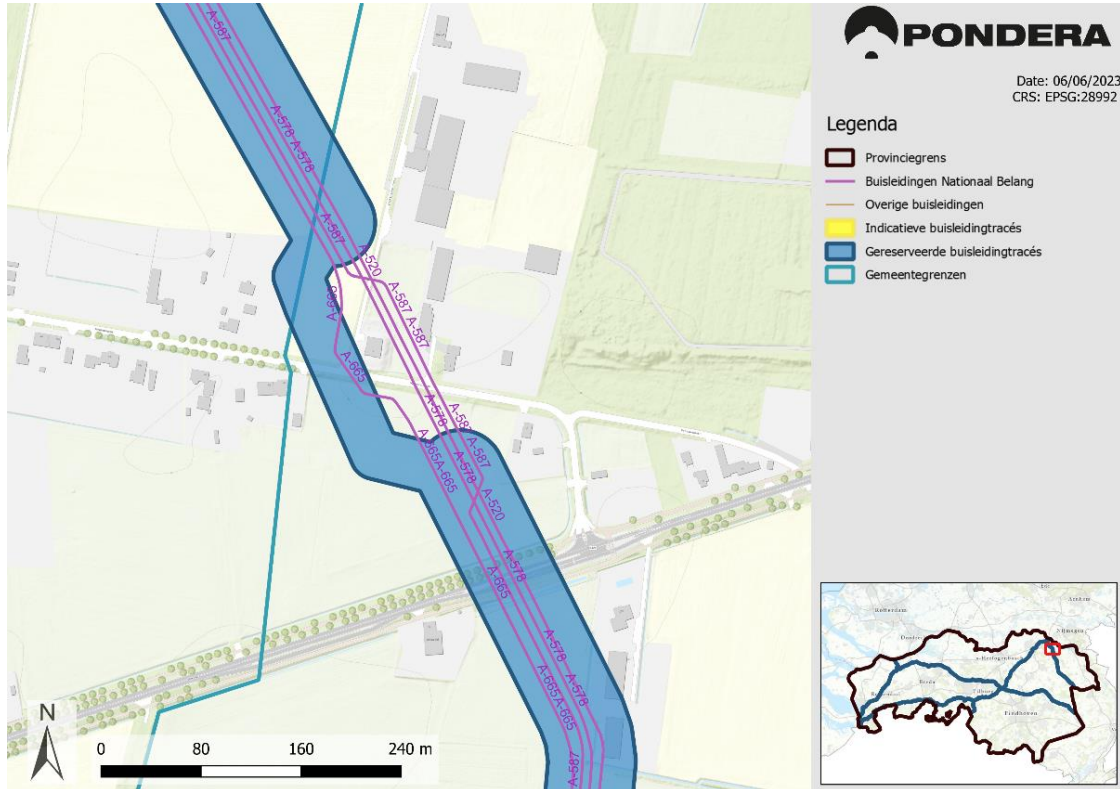 PONDERA
Date: 06/06/2023
CRS: EPSG:28992
Legenda
Provinciegrens
Buisleidingen Nationaal Belang
Overige buisleidingen
Indicatieve buisleidingtracés
Gereserveerde buisleidingtracés
Gemeentegrenzen
A-587
A-578 A-578
A-587
A-520
A-587 A-587
A-665
A-665
A-578
A-587
A-587
A-665A-665
A-578
A-520
A-578
A-665
A-578
A-578
A-665A-665
A-587
N
0 80 160 240 m
Rotterdam
Arnhem
Nijmegen
Breda
Tilburg
Eindhoven